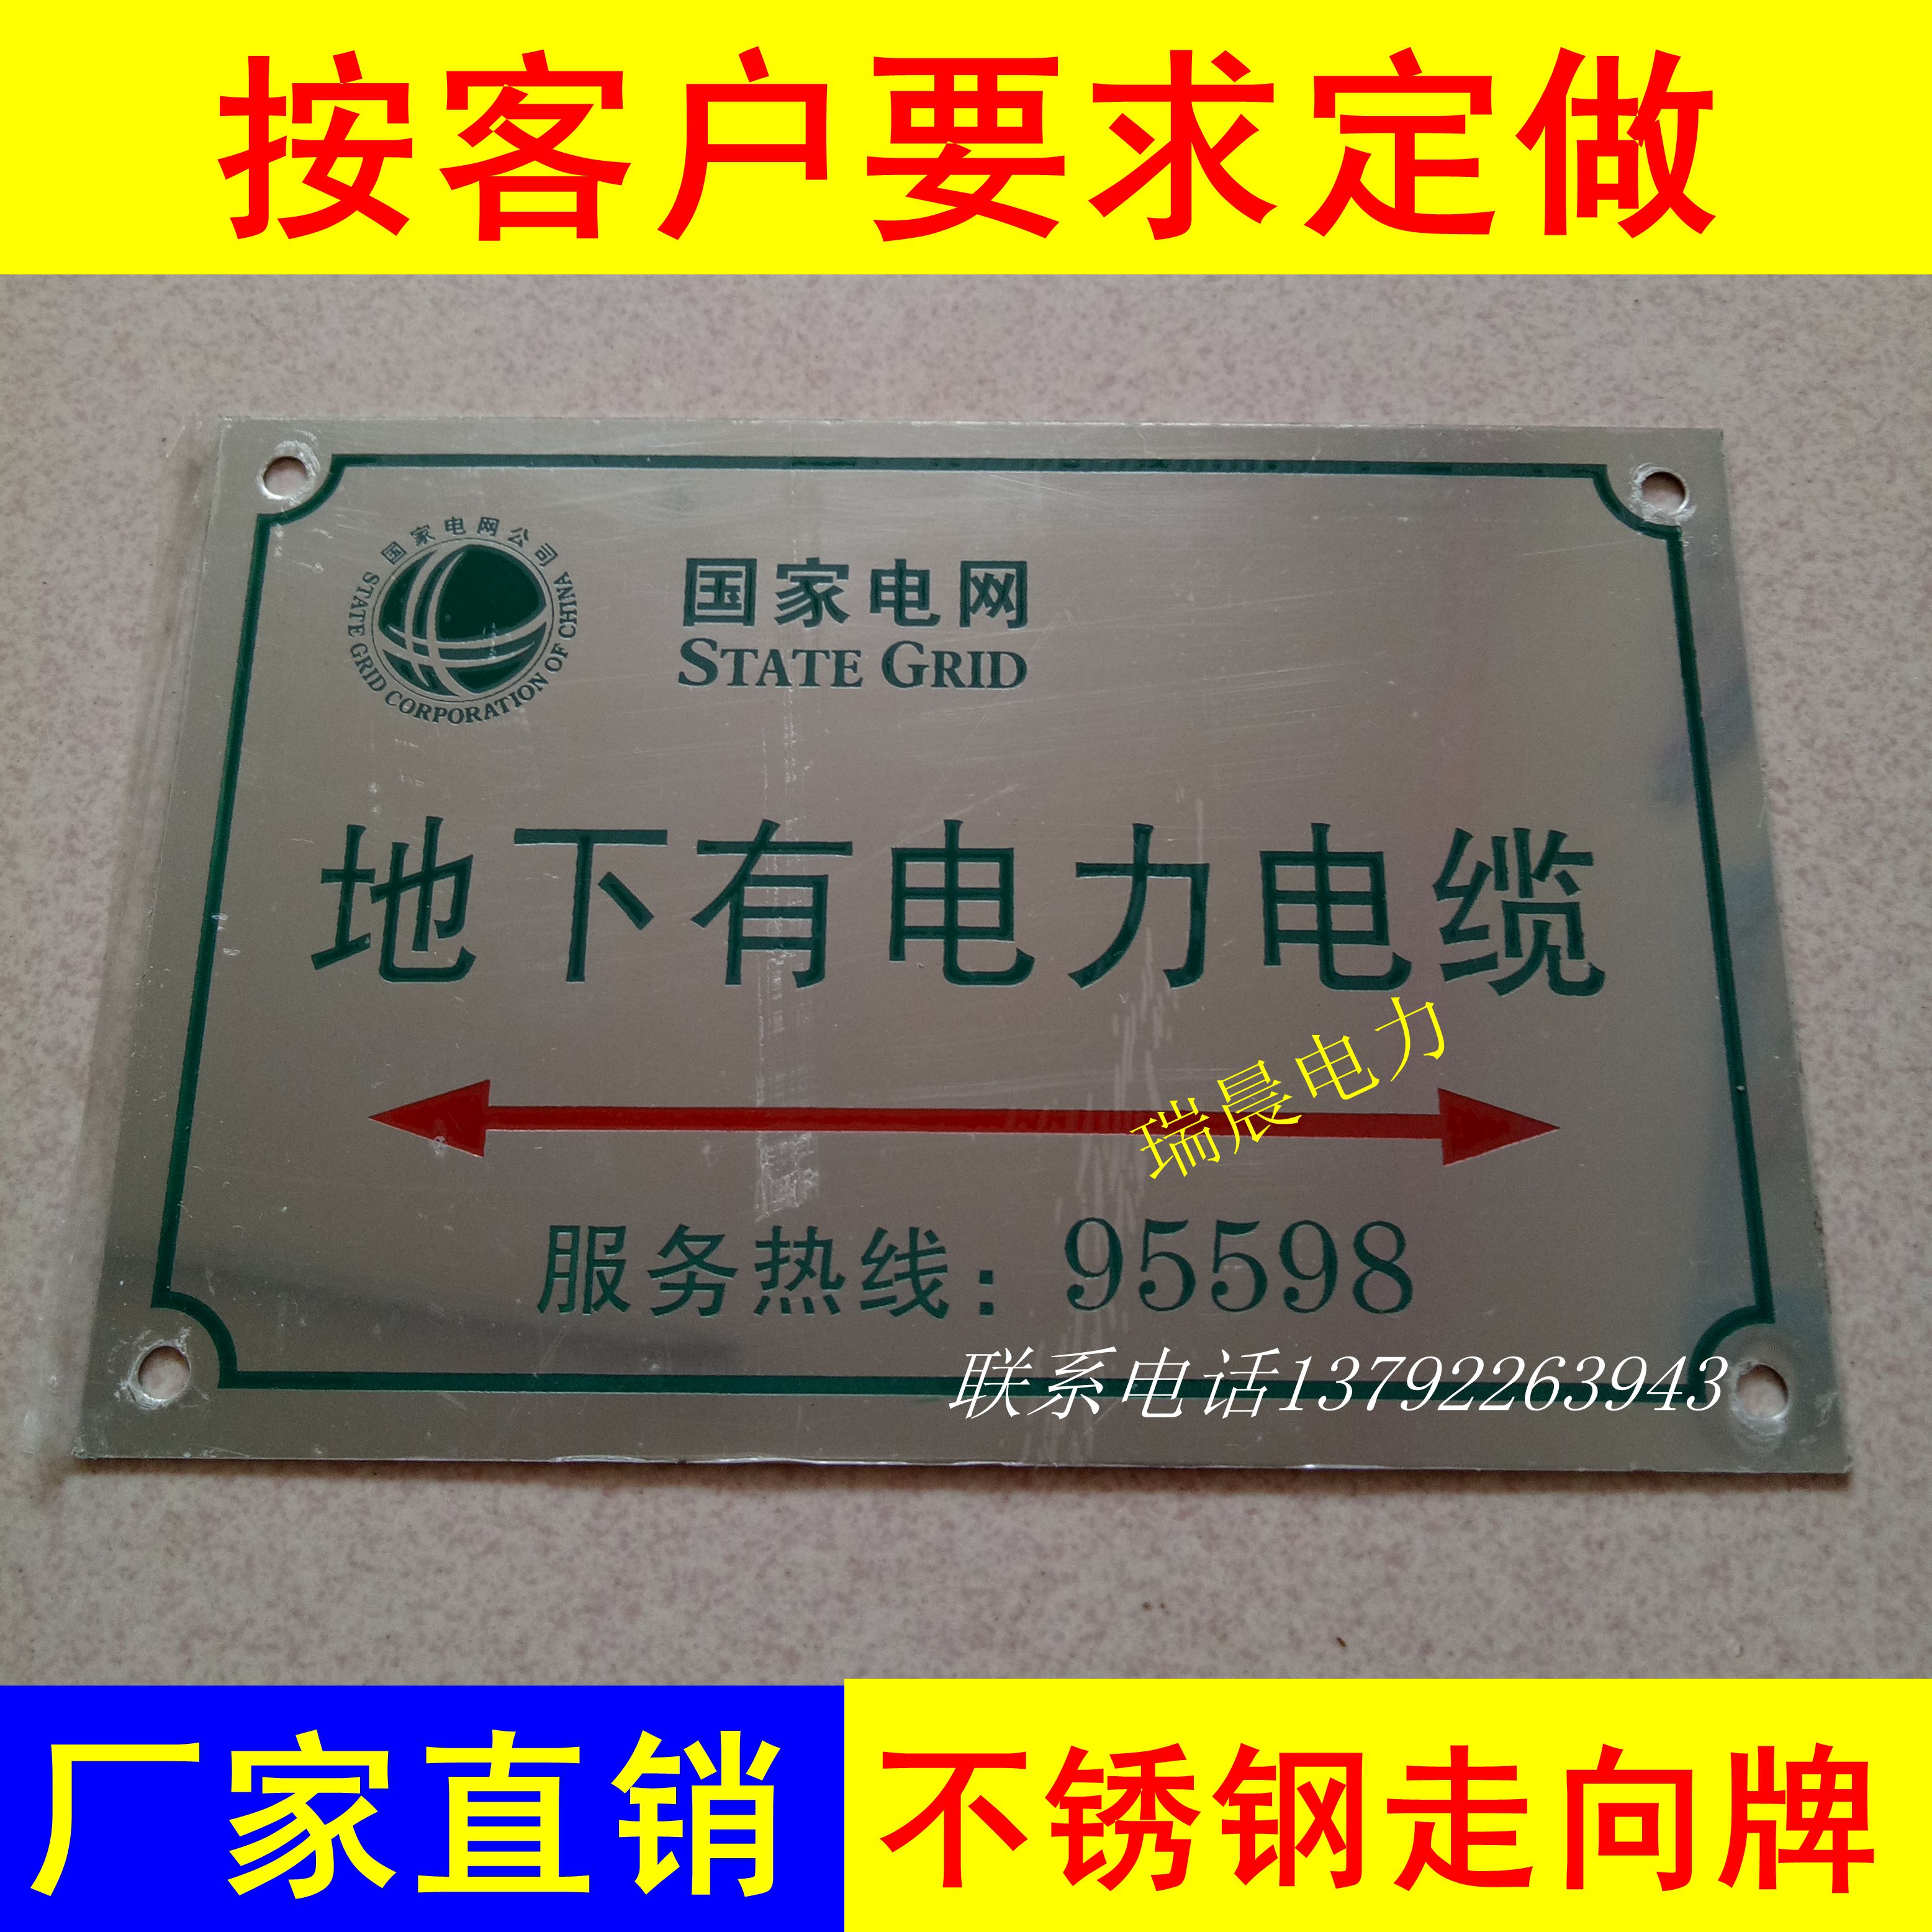 按客户要求定做
国家电网公司
STATE GRID CORPORATION OF CHINA
国家电网
STATE GRID
地下有电力电缆
瑞晨电力
服务热线：95598
联系电话13792263943
厂家直销
不锈钢走向牌